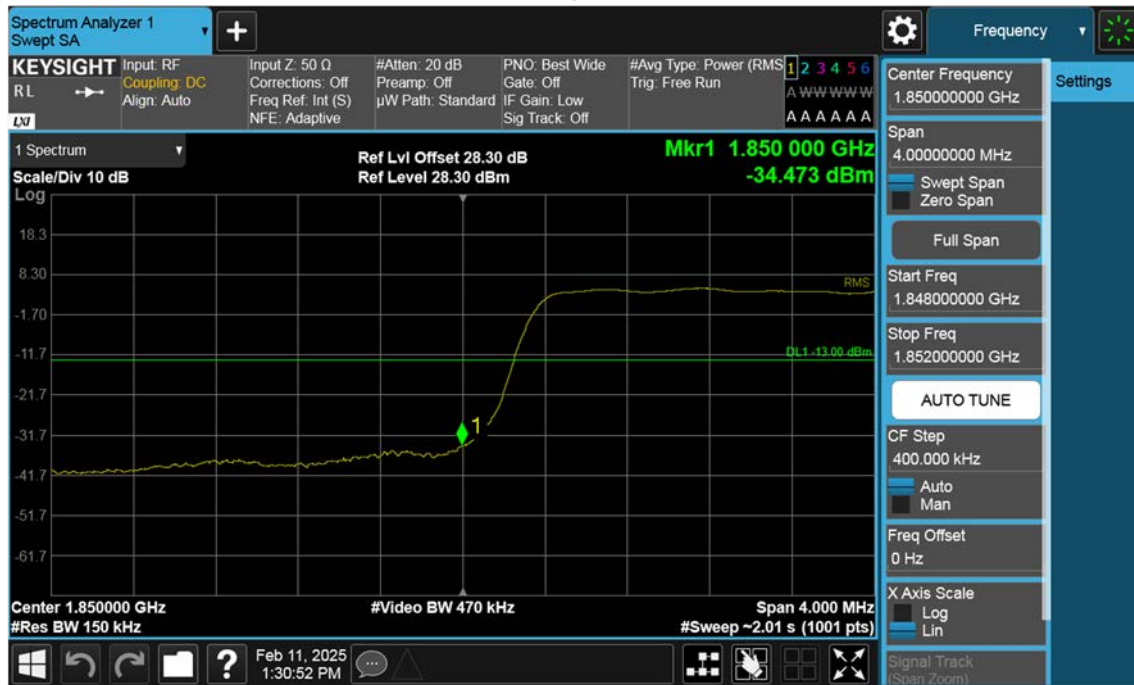 Spectrum Analyzer 1
Swept SA
Frequency
KEYSIGHT
R L
LXI
Input: RF
Coupling: DC
Align: Auto
Input Z: 50 Ω
Corrections: Off
Freq Ref: Int (S)
NFE: Adaptive
#Atten: 20 dB
Preamp: Off
µW Path: Standard
PNO: Best Wide
Gate: Off
IF Gain: Low
Sig Track: Off
#Avg Type: Power (RMS
Trig: Free Run
1 2 3 4 5 6
A W W W W W
A A A A A A
1 Spectrum
Scale/Div 10 dB
Ref Lvl Offset 28.30 dB
Ref Level 28.30 dBm
Mkr1 1.850 000 GHz
-34.473 dBm
Log
18.3
8.30
-1.70
-11.7
-21.7
-31.7
-41.7
-51.7
-61.7
RMS
DL1 -13.00 dBm
1
Center 1.850000 GHz
#Res BW 150 kHz
#Video BW 470 kHz
Span 4.000 MHz
#Sweep ~2.01 s (1001 pts)
Feb 11, 2025
1:30:52 PM
Center Frequency
1.850000000 GHz
Span
4.00000000 MHz
Swept Span
Zero Span
Full Span
Start Freq
1.848000000 GHz
Stop Freq
1.852000000 GHz
AUTO TUNE
CF Step
400.000 kHz
Auto
Man
Freq Offset
0 Hz
X Axis Scale
Log
Lin
Signal Track
(Span Zoom)
Settings